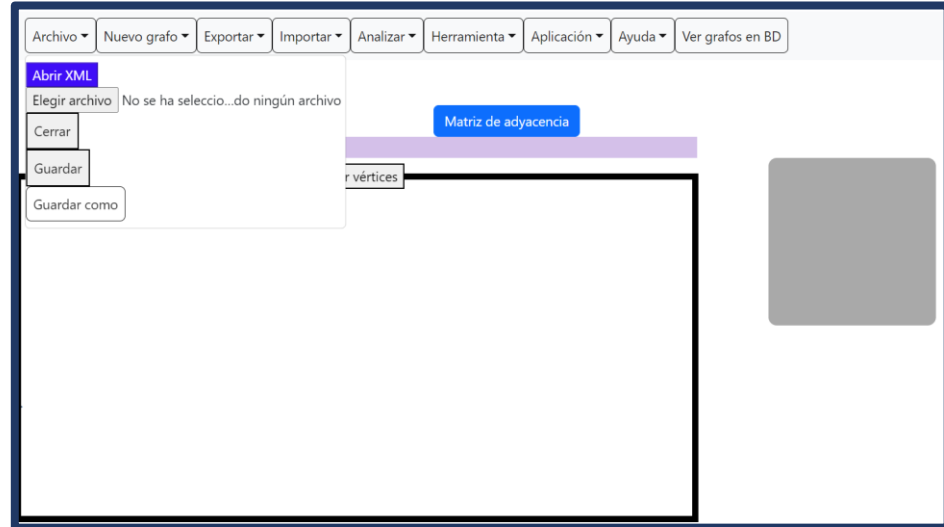 Archivo Nuevo grafo Exportar Importar Analizar Herramienta Aplicación Ayuda Ver grafos en BD
Abrir XML
Elegir archivo No se ha seleccio...do ningún archivo
Matriz de adyacencia
Cerrar
Guardar
r vértices
Guardar como